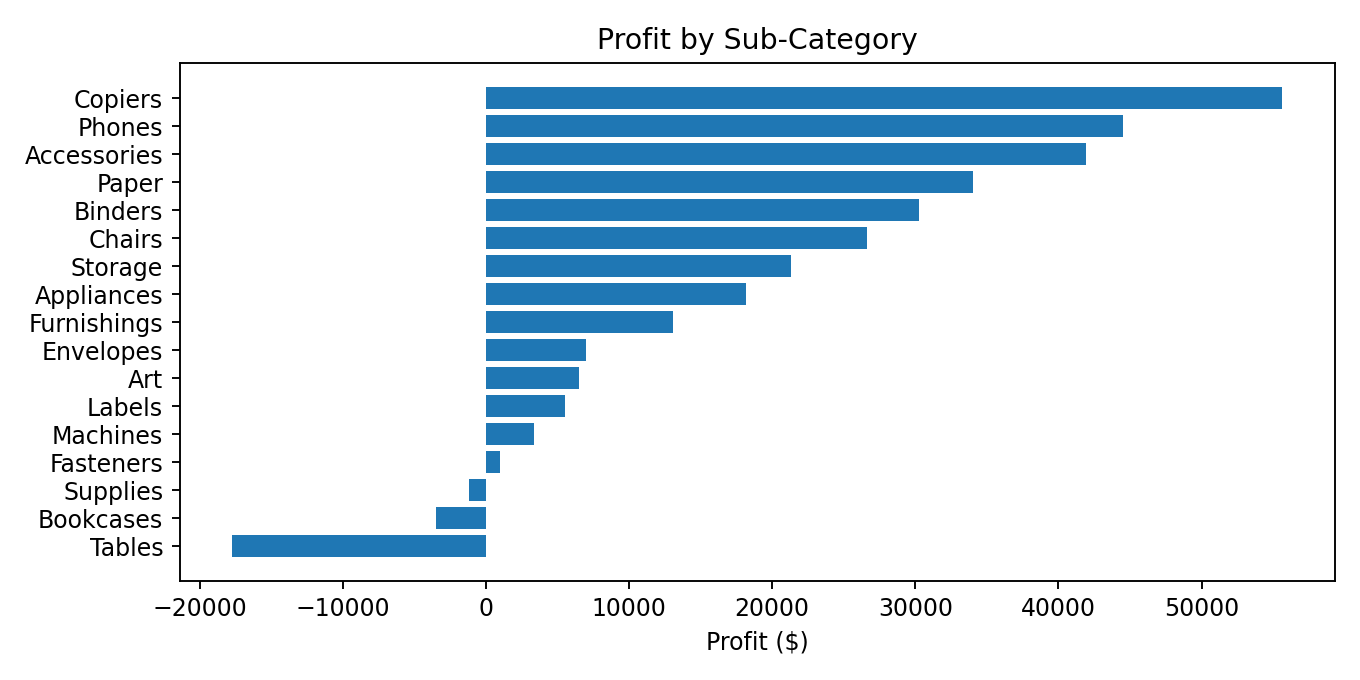 Profit by Sub-Category
Copiers
Phones
Accessories
Paper
Binders
Chairs
Storage
Appliances
Furnishings
Envelopes
Art
Labels
Machines
Fasteners
Supplies
Bookcases
Tables
−20000 −10000 0 10000 20000 30000 40000 50000
Profit ($)